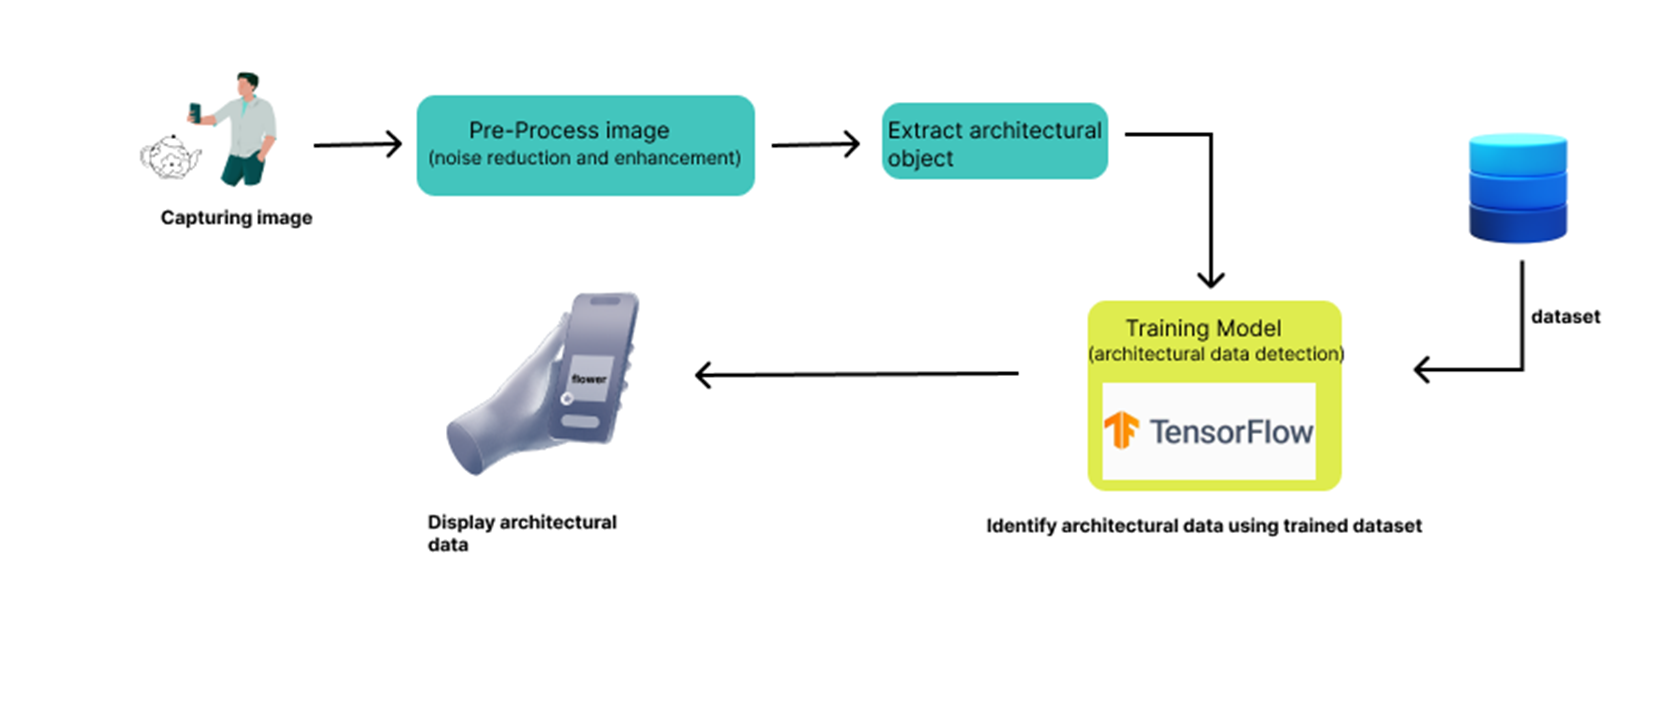 Capturing image
Pre-Process image
(noise reduction and enhancement)
Extract architectural
object
dataset
Training Model
(architectural data detection)
TensorFlow
Identify architectural data using trained dataset
flower
Display architectural
data